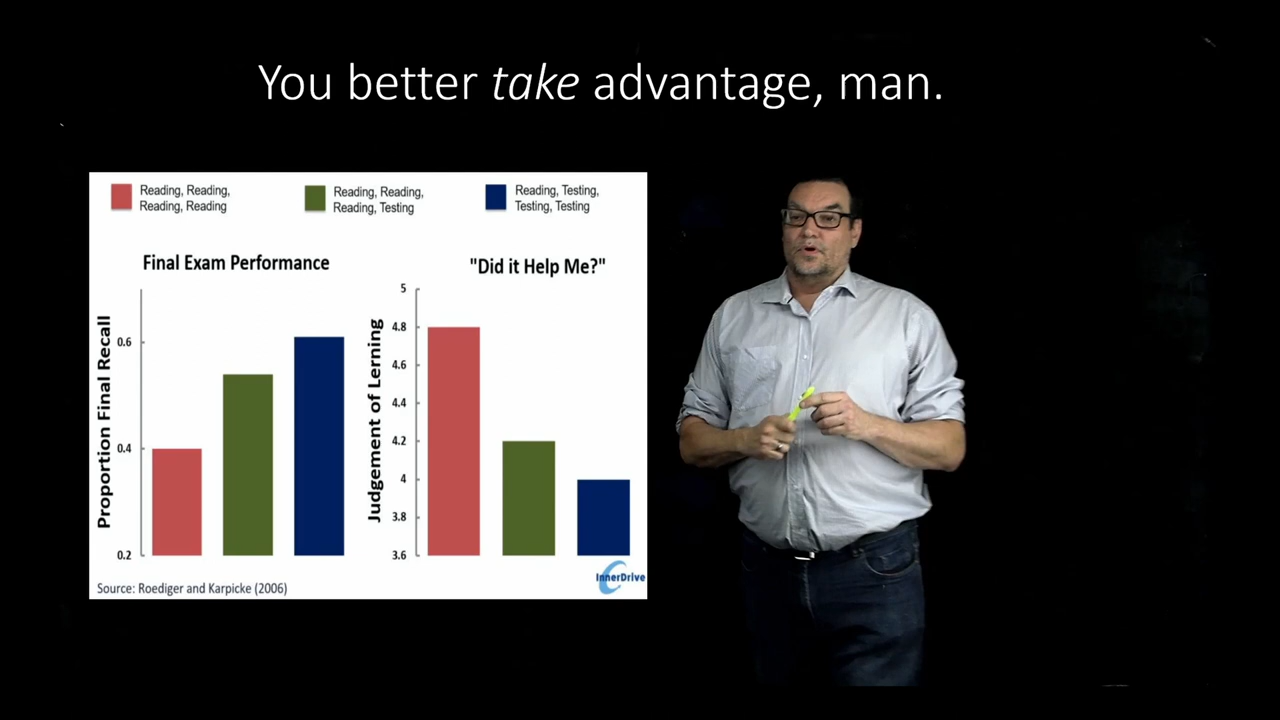 You better take advantage, man.
Reading, Reading,
Reading, Reading
Reading, Reading,
Reading, Testing
Reading, Testing,
Testing, Testing
Final Exam Performance
"Did it Help Me?"
Proportion Final Recall
0.6
0.4
0.2
Judgement of Lerning
5
4.8
4.6
4.4
4.2
4
3.8
3.6
Source: Roediger and Karpicke (2006)
InnerDrive